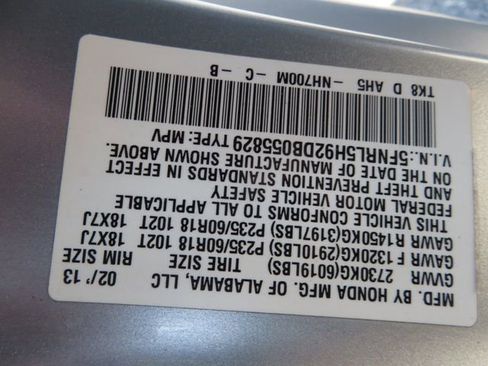 MFD. BY HONDA MFG. OF ALABAMA, LLC 02/'13
GVWR TIRE SIZE RIM SIZE
2730KG(6019LBS)
GAWR F 1320KG(2910LBS) P235/60R18 102T 18X7J
GAWR R1450KG(3197LBS) P235/60R18 102T 18X7J
THIS VEHICLE CONFORMS TO ALL APPLICABLE
FEDERAL MOTOR VEHICLE SAFETY
AND THEFT PREVENTION STANDARDS IN EFFECT
ON THE DATE OF MANUFACTURE SHOWN ABOVE.
V.I.N.:5FNRL5H92DB055829 TYPE: MPV
TK8 D AH5 -NH700M -C -B